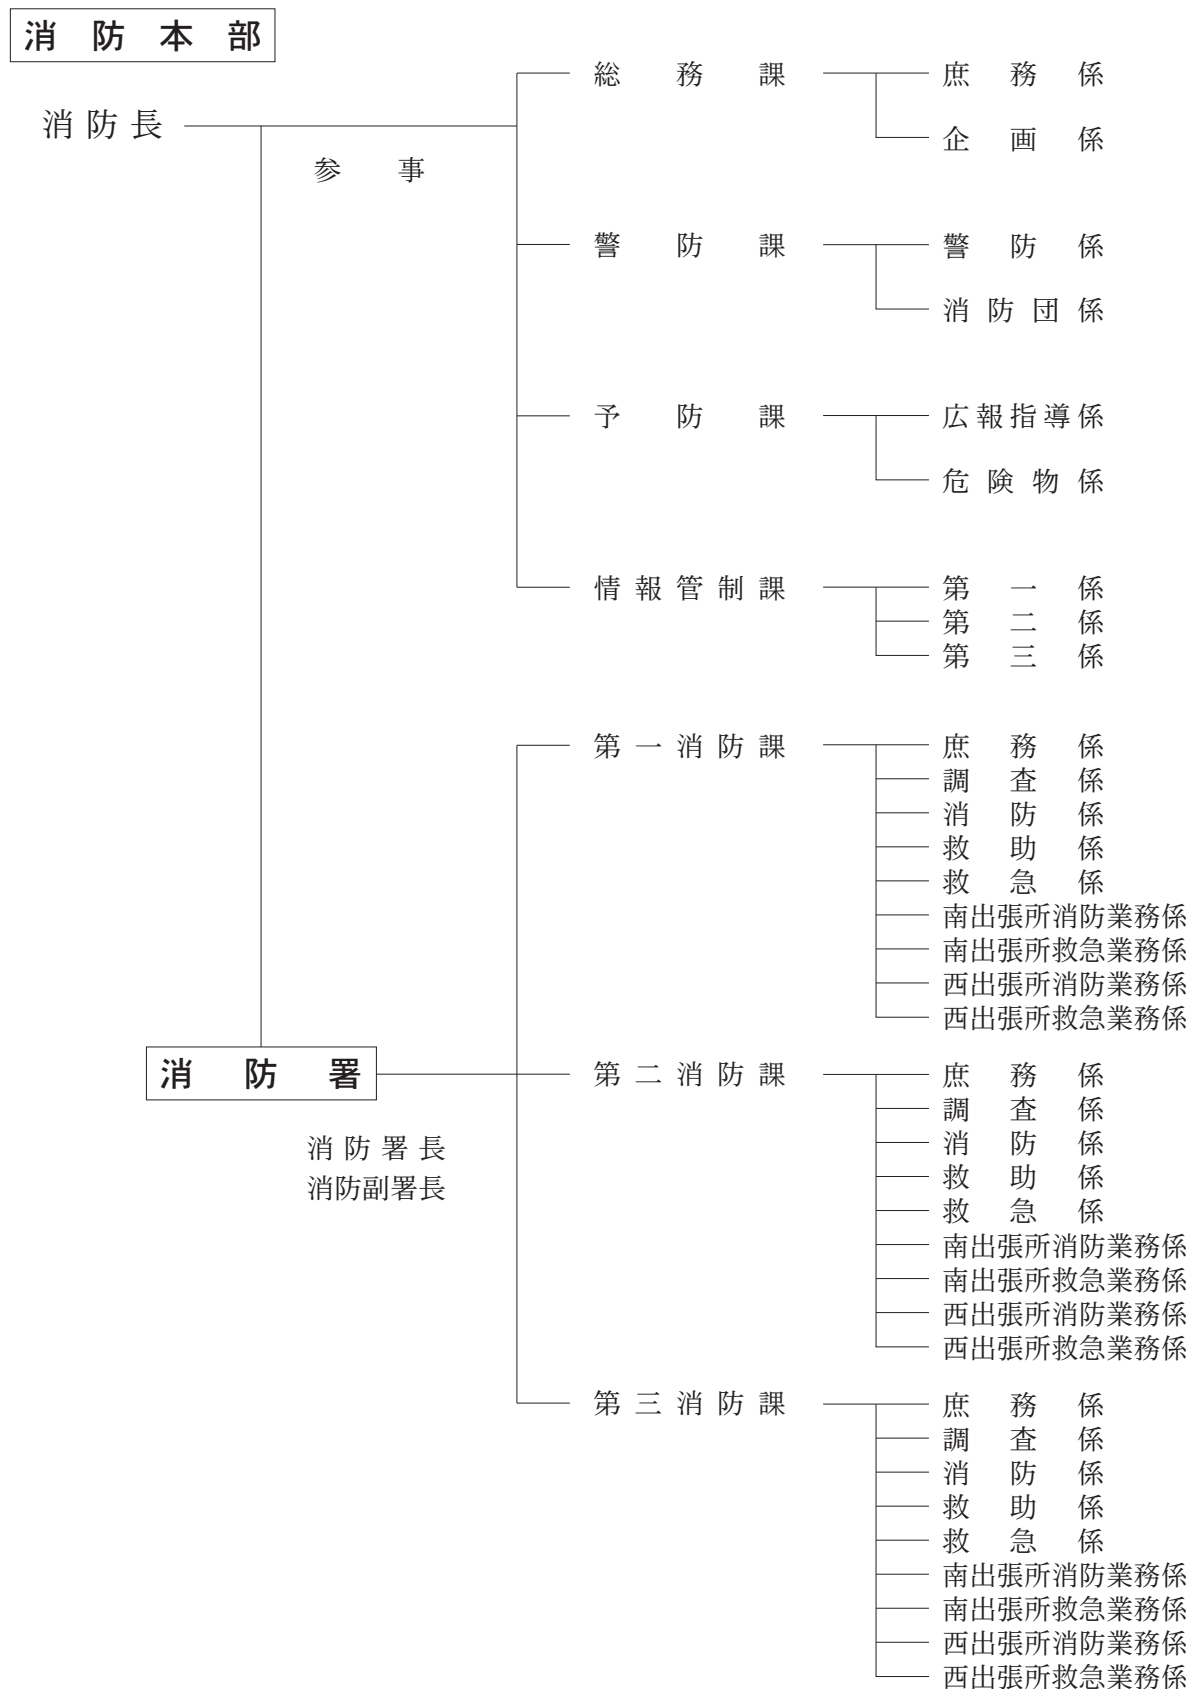 消防本部
消防長
参事
総務課
庶務係
企画係
警防課
警防係
消防団係
予防課
広報指導係
危険物係
情報管制課
第一係
第二係
第三係
第一消防課
庶務係
調査係
消防係
救助係
救急係
南出張所消防業務係
南出張所救急業務係
西出張所消防業務係
西出張所救急業務係
消防署
消防署長
消防副署長
第二消防課
庶務係
調査係
消防係
救助係
救急係
南出張所消防業務係
南出張所救急業務係
西出張所消防業務係
西出張所救急業務係
第三消防課
庶務係
調査係
消防係
救助係
救急係
南出張所消防業務係
南出張所救急業務係
西出張所消防業務係
西出張所救急業務係